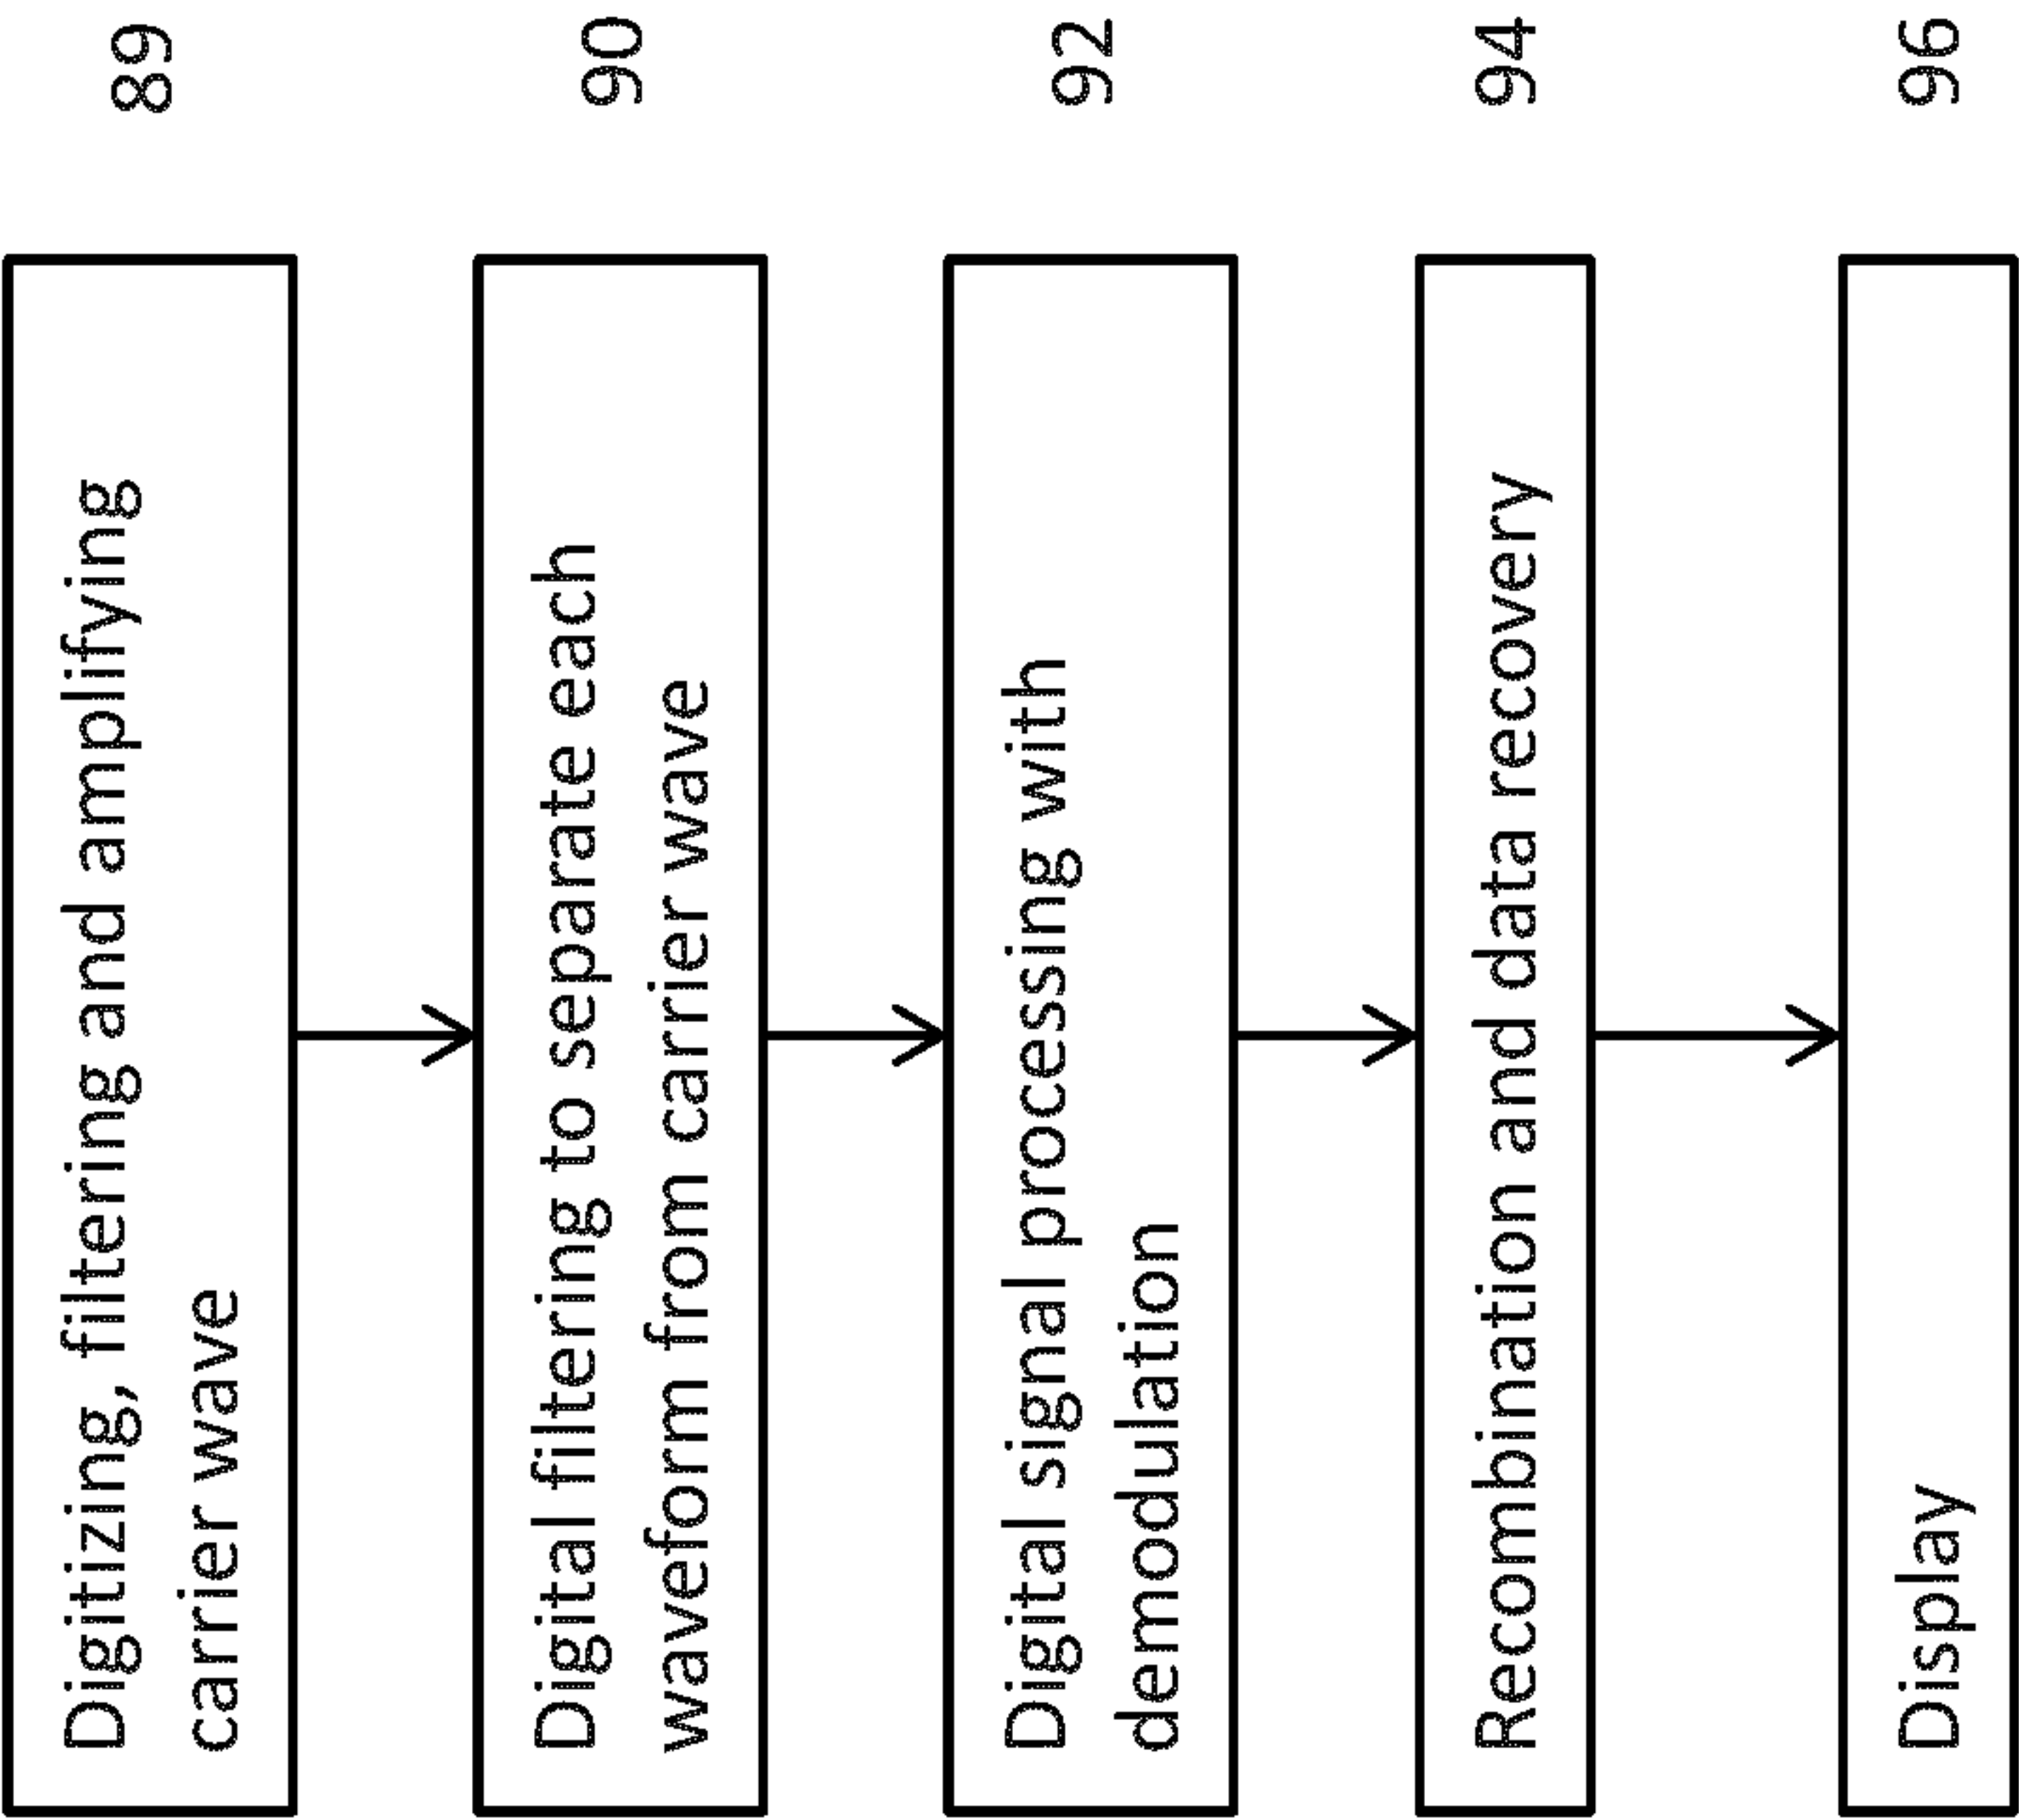 Digitizing, filtering and amplifying
carrier wave
89
Digital filtering to separate each
waveform from carrier wave
90
Digital signal processing with
demodulation
92
Recombination and data recovery
94
Display
96